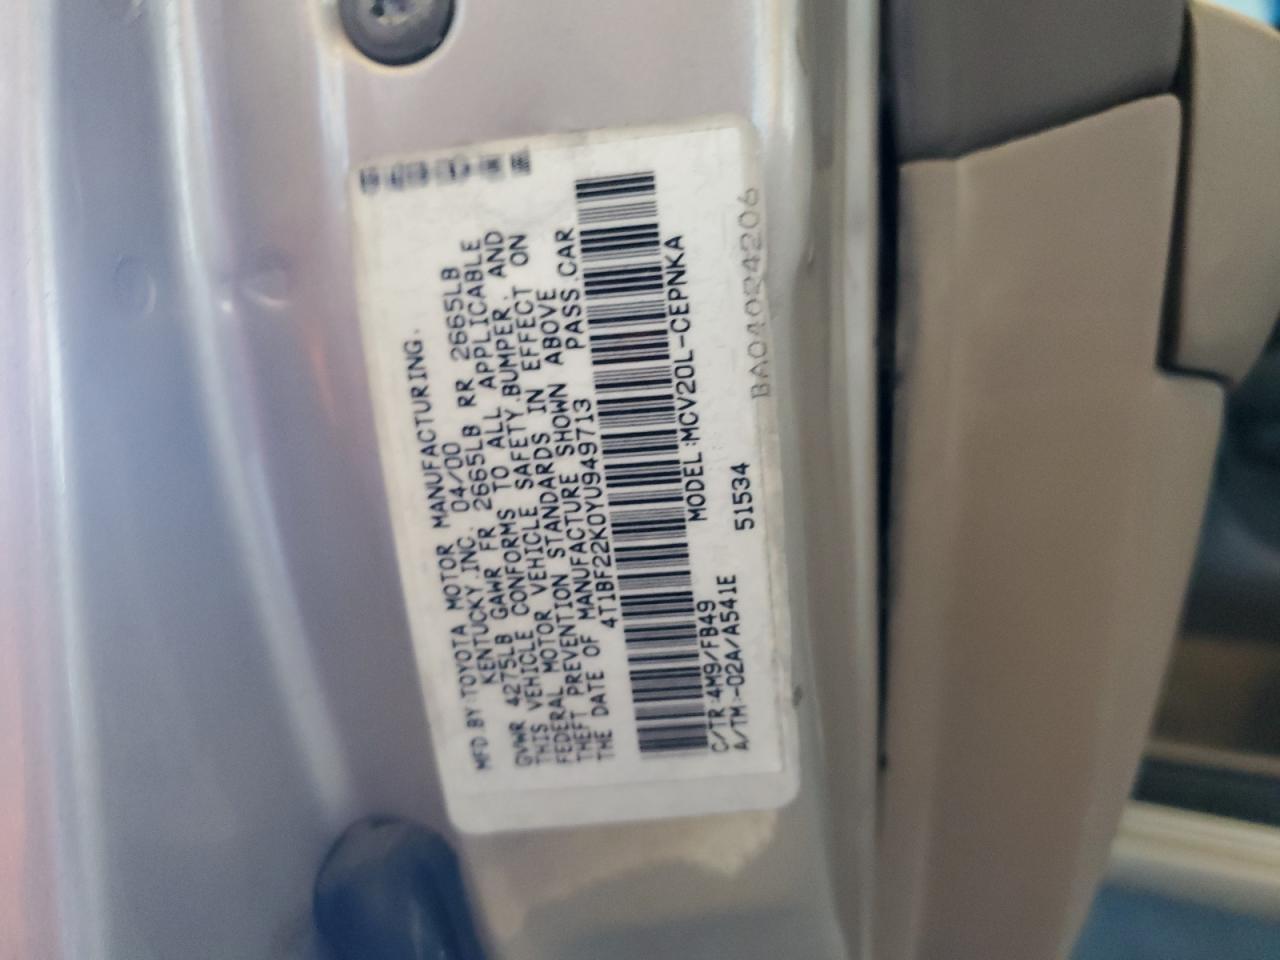 MFD BY:TOYOTA MOTOR MANUFACTURING.
KENTUCKY.INC. 04/00
GVWR 4275LB GAWR FR 2665LB RR 2665LB
THIS VEHICLE CONFORMS TO ALL APPLICABLE
FEDERAL MOTOR VEHICLE SAFETY.BUMPER. AND
THEFT PREVENTION STANDARDS IN EFFECT ON
THE DATE OF MANUFACTURE SHOWN ABOVE
4T1BF22K0YU949713 PASS.CAR
MODEL:MCV20L-CEPNKA
C/TR:4M9/FB49
A/TM:-02A/A541E 51534
BA04024206